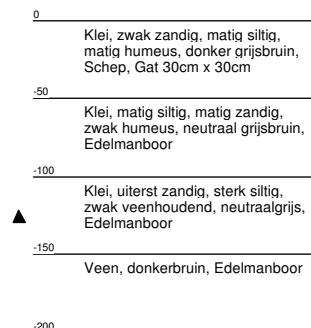 0
Klei, zwak zandig, matig siltig,
matig humeus, donker grijsbruin,
Schep, Gat 30cm x 30cm
-50
Klei, matig siltig, matig zandig,
zwak humeus, neutraal grijsbruin,
Edelmanboor
-100
Klei, uiterst zandig, sterk siltig,
zwak veenhoudend, neutraalgrijs,
Edelmanboor
-150
Veen, donkerbruin, Edelmanboor
-200